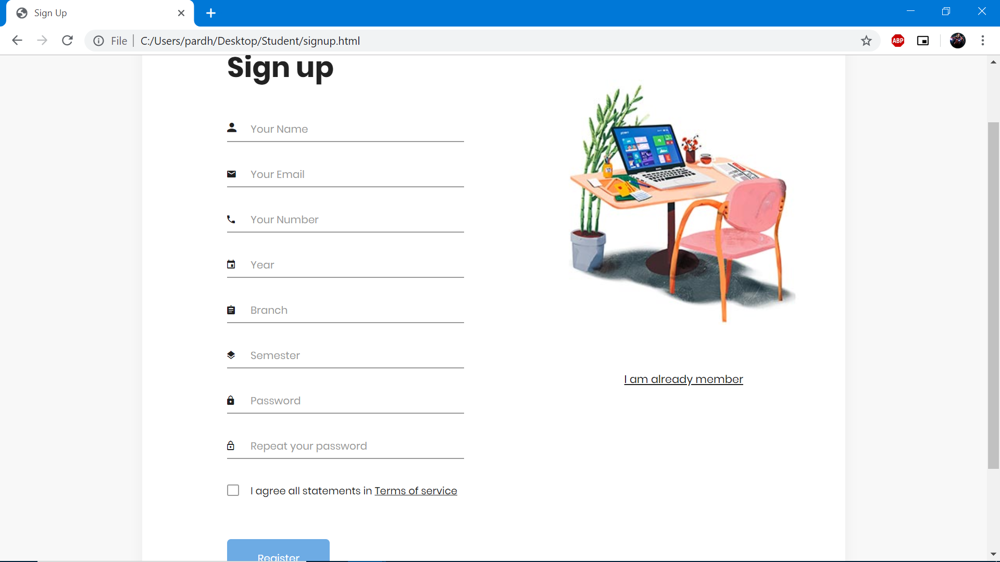 Sign Up
File
C:/Users/pardh/Desktop/Student/signup.html
ABP
Sign up
Your Name
Your Email
Your Number
Year
Branch
Semester
Password
Repeat your password
I agree all statements in Terms of service
Register
I am already member